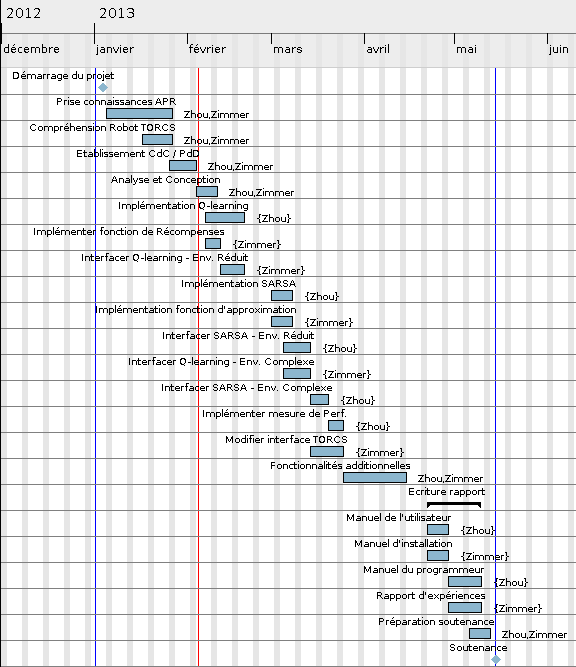 2012 2013
décembre janvier février mars avril mai juin
Démarrage du projet
Prise connaissances APR
Zhou,Zimmer
Compréhension Robot TORCS
Zhou,Zimmer
Etablissement CdC / PdD
Zhou,Zimmer
Analyse et Conception
Zhou,Zimmer
Implémentation Q-learning
{Zhou}
Implémenter fonction de Récompenses
{Zimmer}
Interfacer Q-learning - Env. Réduit
{Zimmer}
Implémentation SARSA
{Zhou}
Implémentation fonction d'approximation
{Zimmer}
Interfacer SARSA - Env. Réduit
{Zhou}
Interfacer Q-learning - Env. Complexe
{Zimmer}
Interfacer SARSA - Env. Complexe
{Zhou}
Implémenter mesure de Perf.
{Zhou}
Modifier interface TORCS
{Zimmer}
Fonctionnalités additionnelles
Zhou,Zimmer
Ecriture rapport
Manuel de l'utilisateur
{Zhou}
Manuel d'installation
{Zimmer}
Manuel du programmeur
{Zhou}
Rapport d'expériences
{Zimmer}
Préparation soutenance
Zhou,Zimmer
Soutenance